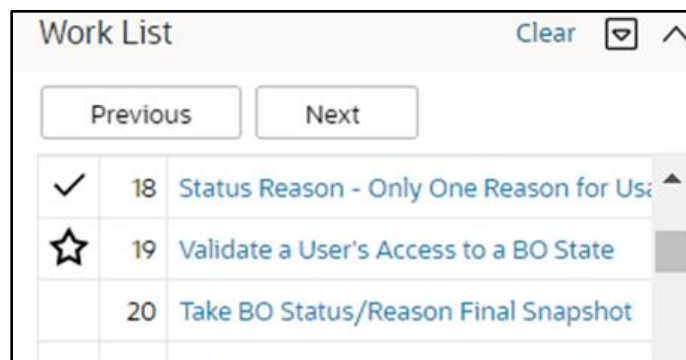 Work List Clear
Previous Next
18 Status Reason - Only One Reason for Usa
19 Validate a User's Access to a BO State
20 Take BO Status/Reason Final Snapshot